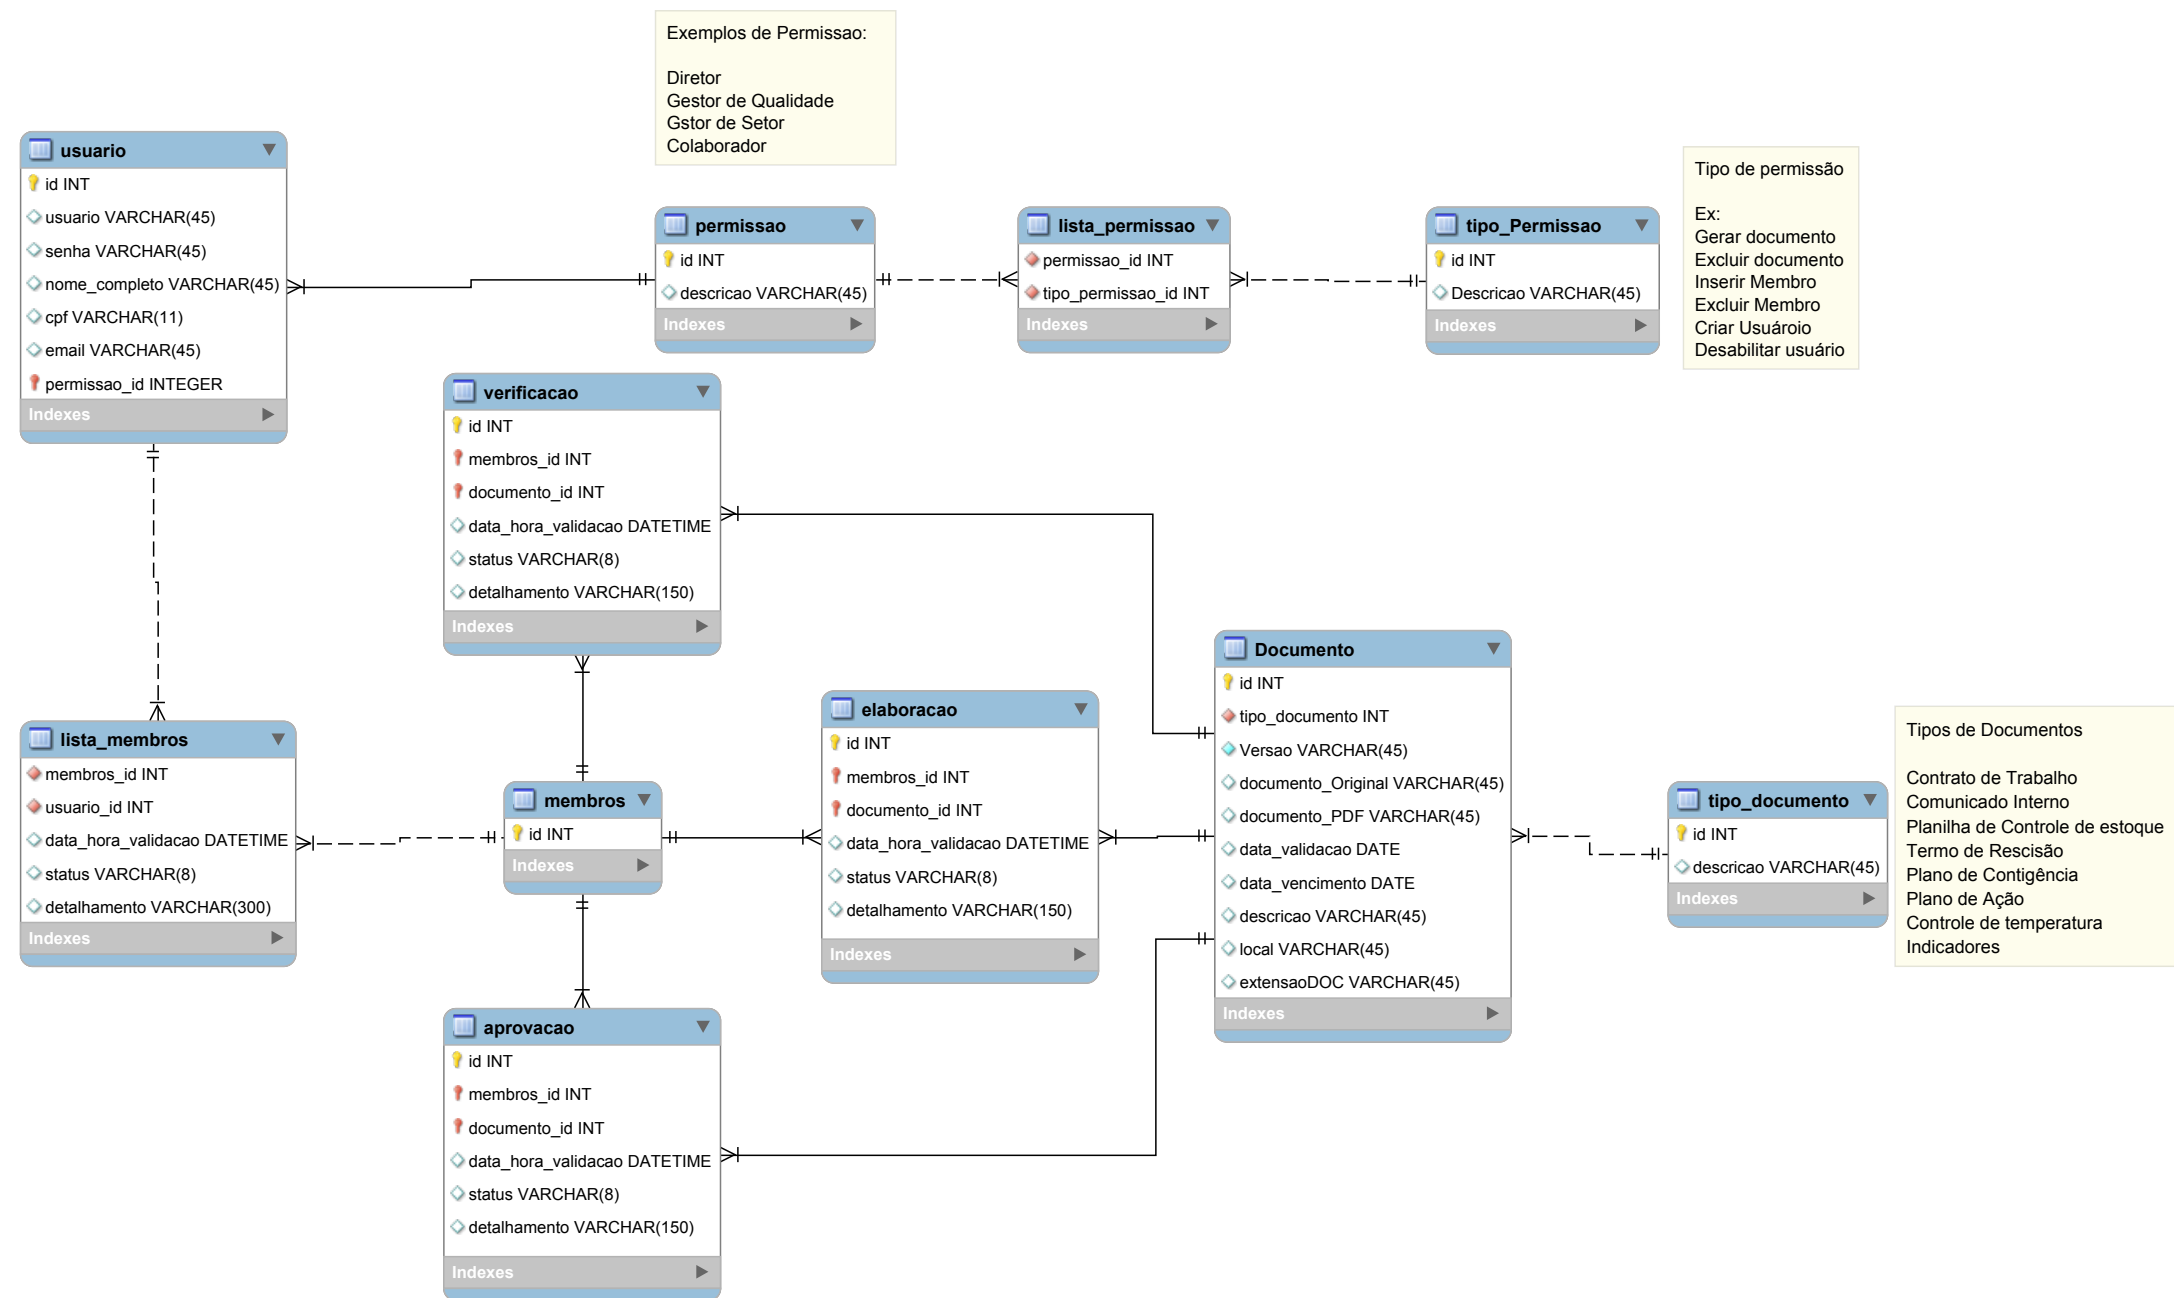 Exemplos de Permissao:
Diretor
Gestor de Qualidade
Gstor de Setor
Colaborador
usuario
id INT
usuario VARCHAR(45)
senha VARCHAR(45)
nome_completo VARCHAR(45)
cpf VARCHAR(11)
email VARCHAR(45)
permissao_id INTEGER
Indexes
permissao
id INT
descricao VARCHAR(45)
Indexes
lista_permissao
permissao_id INT
tipo_permissao_id INT
Indexes
tipo_Permissao
id INT
Descricao VARCHAR(45)
Indexes
Tipo de permissão
Ex:
Gerar documento
Excluir documento
Inserir Membro
Excluir Membro
Criar Usuároio
Desabilitar usuário
verificacao
id INT
membros_id INT
documento_id INT
data_hora_validacao DATETIME
status VARCHAR(8)
detalhamento VARCHAR(150)
Indexes
lista_membros
membros_id INT
usuario_id INT
data_hora_validacao DATETIME
status VARCHAR(8)
detalhamento VARCHAR(300)
Indexes
membros
id INT
Indexes
elaboracao
id INT
membros_id INT
documento_id INT
data_hora_validacao DATETIME
status VARCHAR(8)
detalhamento VARCHAR(150)
Indexes
Documento
id INT
tipo_documento INT
Versao VARCHAR(45)
documento_Original VARCHAR(45)
documento_PDF VARCHAR(45)
data_validacao DATE
data_vencimento DATE
descricao VARCHAR(45)
local VARCHAR(45)
extensaoDOC VARCHAR(45)
Indexes
tipo_documento
id INT
descricao VARCHAR(45)
Indexes
Tipos de Documentos
Contrato de Trabalho
Comunicado Interno
Planilha de Controle de estoque
Termo de Rescisão
Plano de Contigência
Plano de Ação
Controle de temperatura
Indicadores
aprovacao
id INT
membros_id INT
documento_id INT
data_hora_validacao DATETIME
status VARCHAR(8)
detalhamento VARCHAR(150)
Indexes